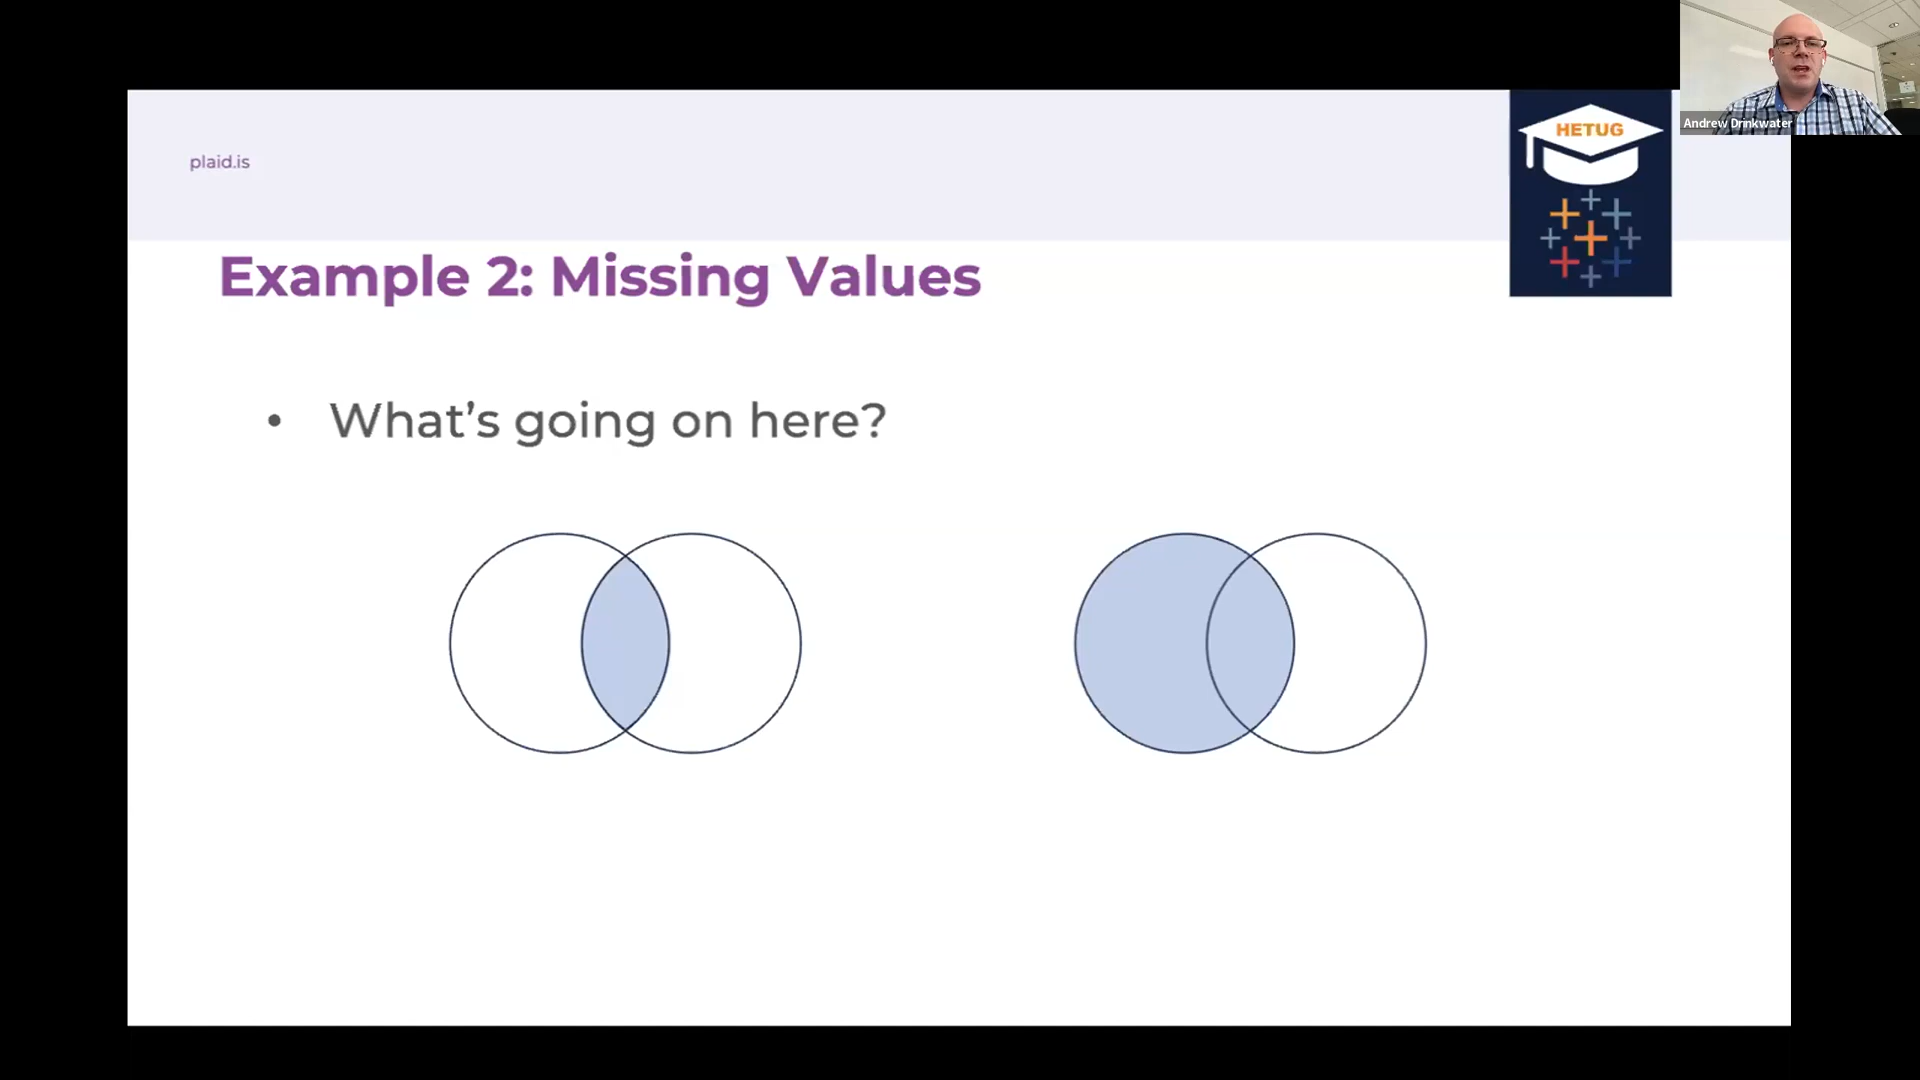 plaid.is
HETUG
Andrew Drinkwater
Example 2: Missing Values
• What’s going on here?